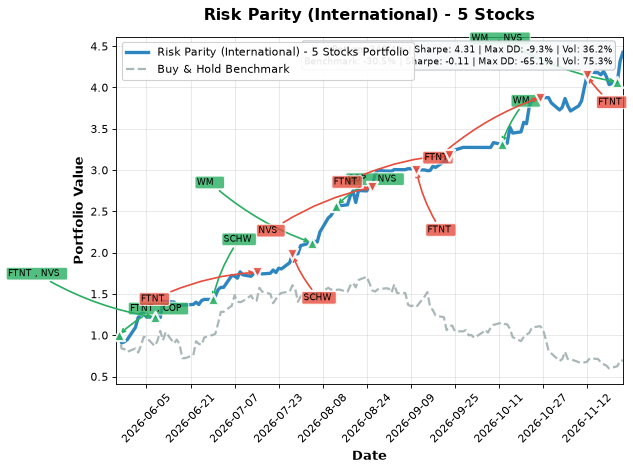 Risk Parity (International) - 5 Stocks
WM , NVS
Risk Parity (International) - 5 Stocks Portfolio
Buy & Hold Benchmark
Sharpe: 4.31 | Max DD: -9.3% | Vol: 36.2%
Benchmark: -30.5% | Sharpe: -0.11 | Max DD: -65.1% | Vol: 75.3%
WM
FTNT
FTNT
FTNT
NVS
WM
NVS
FTNT
SCHW
FTNT , NVS
FTNT
SCHW
FTNT , COP
Portfolio Value
4.5
4.0
3.5
3.0
2.5
2.0
1.5
1.0
0.5
2026-06-05
2026-06-21
2026-07-07
2026-07-23
2026-08-08
2026-08-24
2026-09-09
2026-09-25
2026-10-11
2026-10-27
2026-11-12
Date